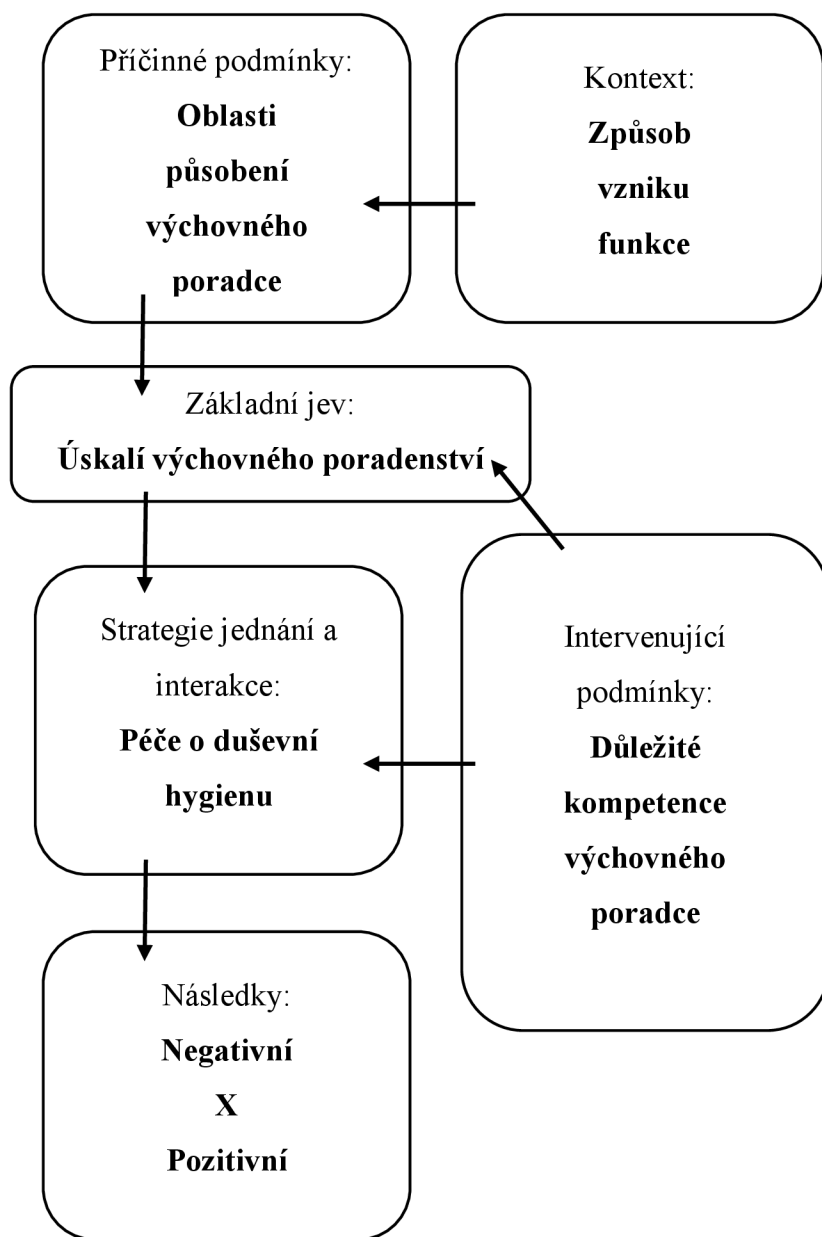 Příčinné podmínky:
Oblasti
působení
výchovného
poradce
Kontext:
Způsob
vzniku
funkce
Základní jev:
Úskalí výchovného poradenství
Strategie jednání a
interakce:
Péče o duševní
hygienu
Intervenující
podmínky:
Důležité
kompetence
výchovného
poradce
Následky:
Negativní
X
Pozitivní